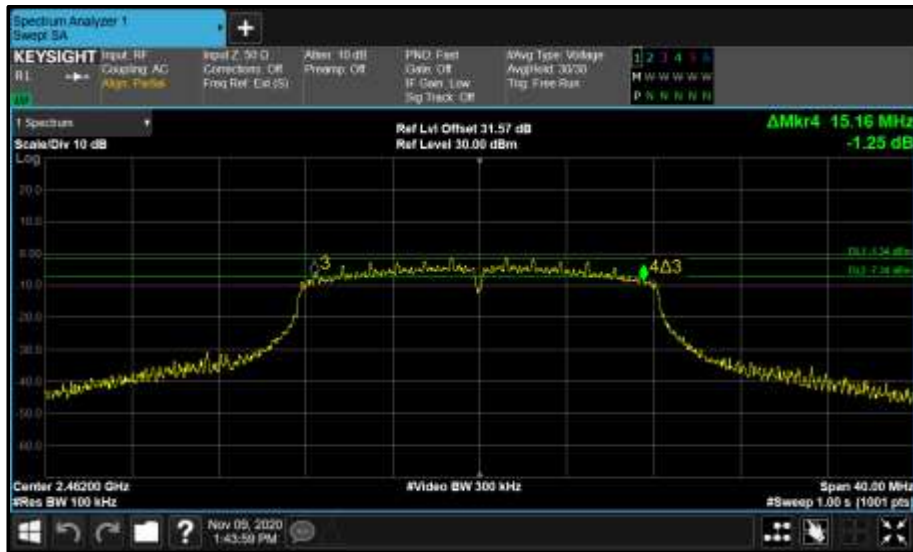 Spectrum Analyzer 1
Swept SA
+
KEYSIGHT
Input: RF
Coupling: AC
Align: Partial
Input Z: 50 Ω
Corrections: Off
Freq Ref: Ext (S)
Atten: 10 dB
Preamp: Off
PNO: Fast
Gate: Off
IF Gain: Low
Sig Track: Off
Avg Type: Voltage
Avg|Hold: 30/30
Trig: Free Run
1 2 3 4 5 6
M W W W W W
P N N N N N
1 Spectrum
Scale/Div 10 dB
Log
Ref Lvl Offset 31.57 dB
Ref Level 30.00 dBm
ΔMkr4 15.16 MHz
-1.25 dB
20.0
10.0
0.00
-10.0
-20.0
-30.0
-40.0
-50.0
-60.0
3
4Δ3
Center 2.46200 GHz
#Res BW 100 kHz
#Video BW 300 kHz
Span 40.00 MHz
#Sweep 1.00 s (1001 pts)
?
Nov 09, 2020
1:43:59 PM